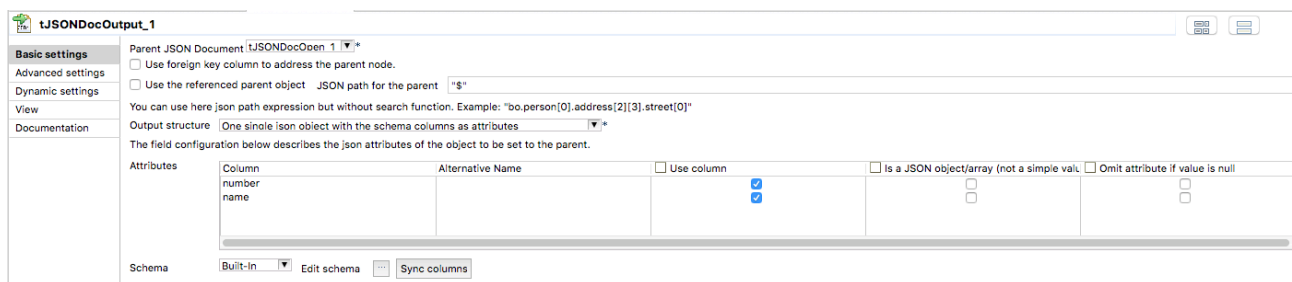 tJSONDocOutput_1
Basic settings
Advanced settings
Dynamic settings
View
Documentation
Parent JSON Document tJSONDocOpen_1 *
Use foreign key column to address the parent node.
Use the referenced parent object JSON path for the parent "$"
You can use here json path expression but without search function. Example: "bo.person[0].address[2][3].street[0]"
Output structure One single json object with the schema columns as attributes *
The field configuration below describes the json attributes of the object to be set to the parent.
Attributes
Column Alternative Name Use column Is a JSON object/array (not a simple valu Omit attribute if value is null
number
name
Schema Built-In Edit schema ... Sync columns